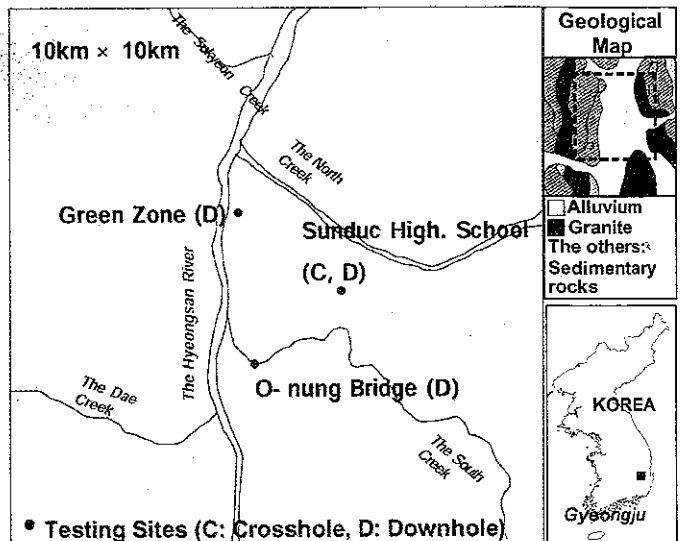 10km × 10km
The Sokyeon
Creek
The North
Creek
Green Zone (D)
Sunduc High. School
(C, D)
The Hyeongsan River
O- nung Bridge (D)
The Dae
Creek
The South
Creek
Testing Sites (C: Crosshole, D: Downhole)
Geological
Map
Alluvium
Granite
The others:
Sedimentary
rocks
KOREA
Gyeongju